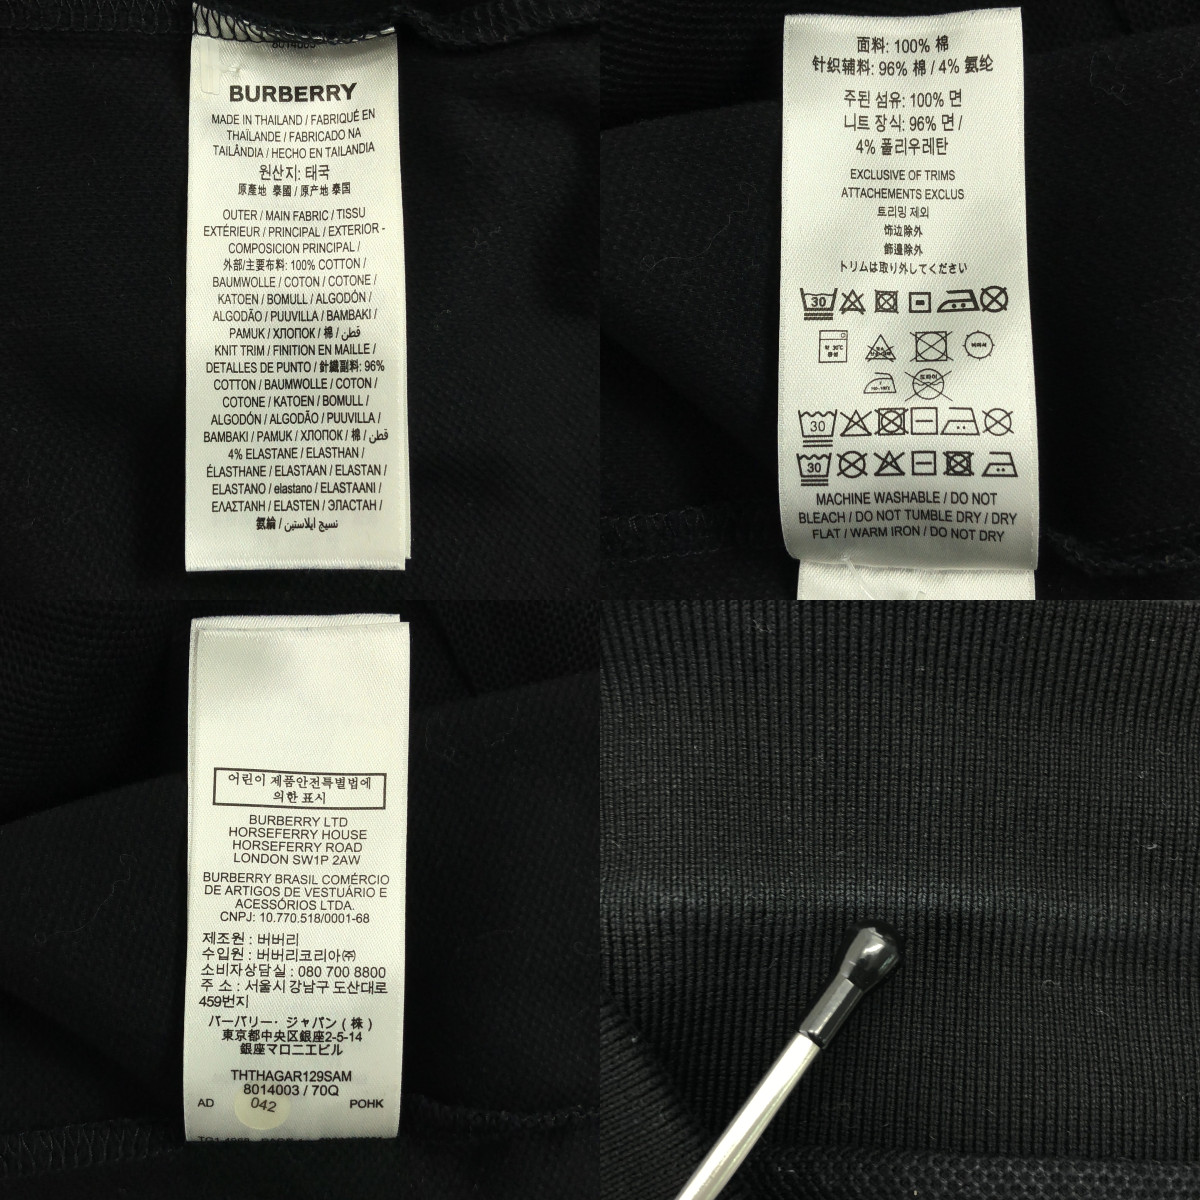 8014003
BURBERRY
MADE IN THAILAND / FABRIQUÉ EN
THAÏLANDE / FABRICADO NA
TAILÂNDIA / HECHO EN TAILANDIA
원산지: 태국
原產地 泰國 / 原产地 泰国
OUTER / MAIN FABRIC / TISSU
EXTÉRIEUR / PRINCIPAL / EXTERIOR -
COMPOSICION PRINCIPAL /
外部/主要布料: 100% COTTON /
BAUMWOLLE / COTON / COTONE /
KATOEN / BOMULL / ALGODÓN /
ALGODÃO / PUUVILLA / BAMBAKI /
PAMUK / ХЛОПОК / 棉 / قطن
KNIT TRIM / FINITION EN MAILLE /
DETALLES DE PUNTO / 針織副料: 96%
COTTON / BAUMWOLLE / COTON /
COTONE / KATOEN / BOMULL /
ALGODÓN / ALGODÃO / PUUVILLA /
BAMBAKI / PAMUK / ХЛОПОК / 棉 / قطن
4% ELASTANE / ELASTHAN /
ÉLASTHANE / ELASTAAN / ELASTAN /
ELASTANO / elastano / ELASTAANI /
ΕΛΑΣΤΑΝΗ / ELASTEN / ЭЛАСТАН /
氨綸 / نسيج ايلاستين
面料: 100% 棉
针织辅料: 96% 棉 / 4% 氨纶
주된 섬유: 100% 면
니트 장식: 96% 면 /
4% 폴리우레탄
EXCLUSIVE OF TRIMS
ATTACHEMENTS EXCLUS
트리밍 제외
饰边除外
飾邊除外
トリムは取り外してください
30
약 30℃
30
30
MACHINE WASHABLE / DO NOT
BLEACH / DO NOT TUMBLE DRY / DRY
FLAT / WARM IRON / DO NOT DRY
어린이 제품안전특별법에
의한 표시
BURBERRY LTD
HORSEFERRY HOUSE
HORSEFERRY ROAD
LONDON SW1P 2AW
BURBERRY BRASIL COMÉRCIO
DE ARTIGOS DE VESTUÁRIO E
ACESSÓRIOS LTDA.
CNPJ: 10.770.518/0001-68
제조원 : 버버리
수입원 : 버버리코리아㈜
소비자상담실 : 080 700 8800
주 소 : 서울시 강남구 도산대로
459번지
バーバリー・ジャパン ( 株 )
東京都中央区銀座2-5-14
銀座マロニエビル
THTHAGAR129SAM
8014003 / 70Q
AD 042 POHK